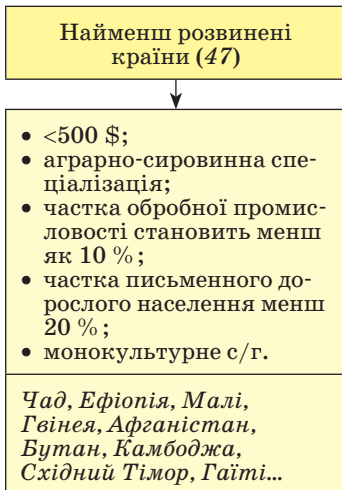 Найменш розвинені
країни (47)
• <500 $;
• аграрно-сировинна спе-
ціалізація;
• частка обробної промис-
ловості становить менш
як 10 %;
• частка письменного до-
рослого населення менш
20 %;
• монокультурне с/г.
Чад, Ефіопія, Малі,
Гвінея, Афганістан,
Бутан, Камбоджа,
Східний Тімор, Гаїті...